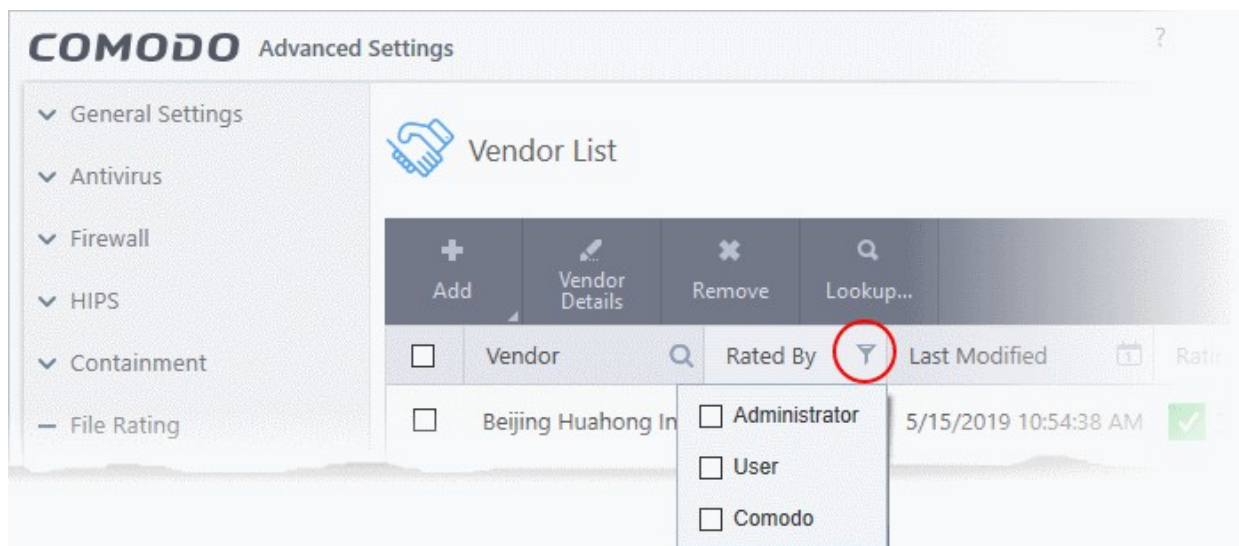 COMODO Advanced Settings ?
General Settings
Antivirus
Firewall
HIPS
Containment
File Rating
Vendor List
Add
Vendor Details
Remove
Lookup...
Vendor Rated By Last Modified
Beijing Huahong In 5/15/2019 10:54:38 AM
Administrator
User
Comodo